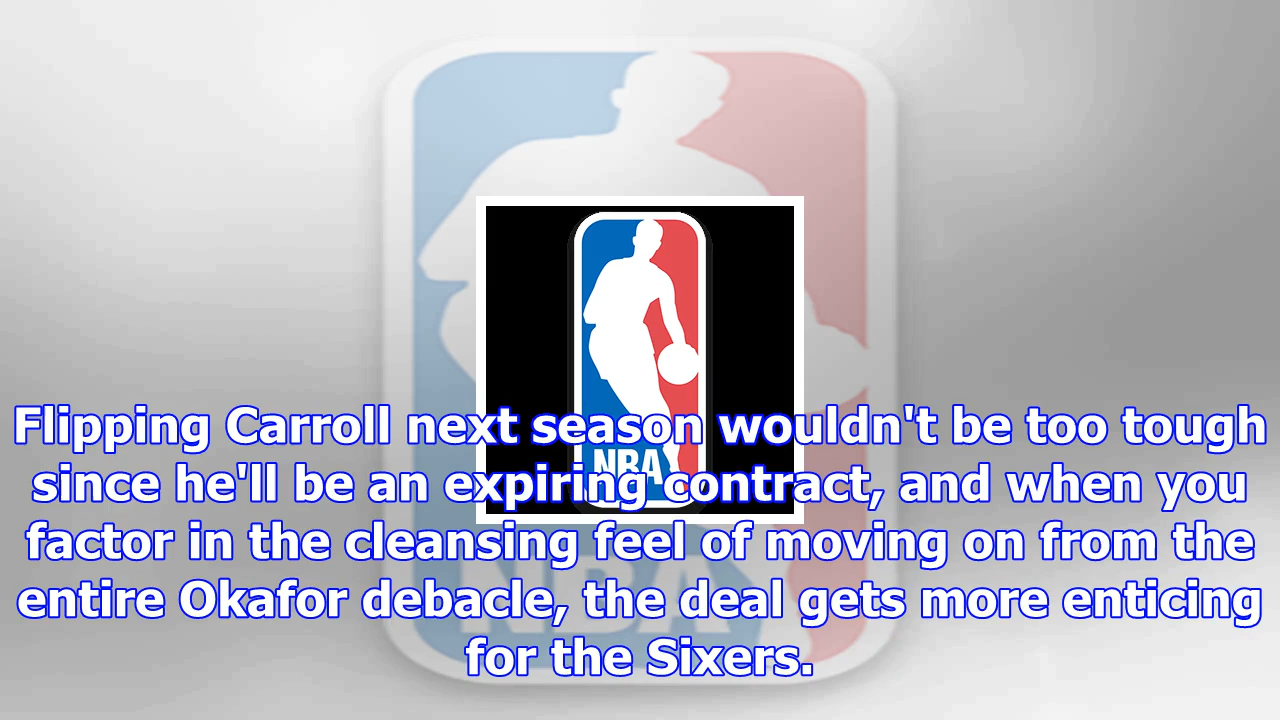 NBA
Flipping Carroll next season wouldn't be too tough
since he'll be an expiring contract, and when you
factor in the cleansing feel of moving on from the
entire Okafor debacle, the deal gets more enticing
for the Sixers.
NBA